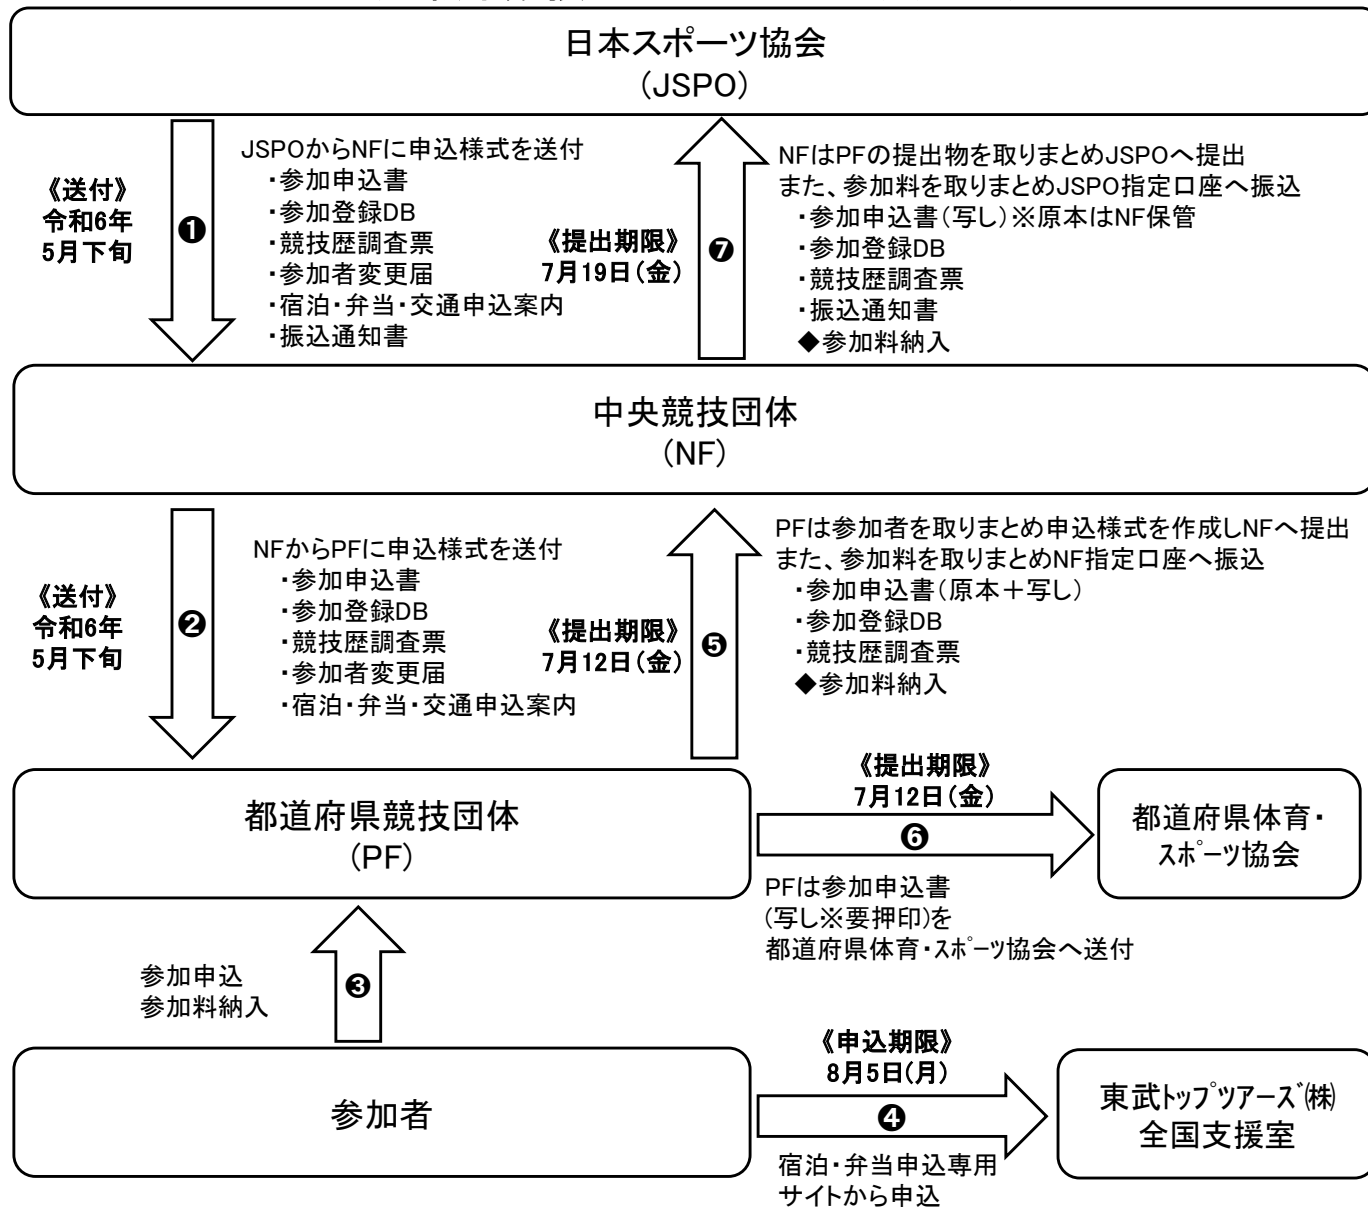 日本スポーツ協会
(JSPO)
《送付》
令和6年
5月下旬
❶
JSPOからNFに申込様式を送付
・参加申込書
・参加登録DB
・競技歴調査票
・参加者変更届
・宿泊・弁当・交通申込案内
・振込通知書
《提出期限》
7月19日(金)
❼
NFはPFの提出物を取りまとめJSPOへ提出
また、参加料を取りまとめJSPO指定口座へ振込
・参加申込書(写し)※原本はNF保管
・参加登録DB
・競技歴調査票
・振込通知書
◆参加料納入
中央競技団体
(NF)
《送付》
令和6年
5月下旬
❷
NFからPFに申込様式を送付
・参加申込書
・参加登録DB
・競技歴調査票
・参加者変更届
・宿泊・弁当・交通申込案内
《提出期限》
7月12日(金)
❺
PFは参加者を取りまとめ申込様式を作成しNFへ提出
また、参加料を取りまとめNF指定口座へ振込
・参加申込書(原本+写し)
・参加登録DB
・競技歴調査票
◆参加料納入
都道府県競技団体
(PF)
《提出期限》
7月12日(金)
❻
PFは参加申込書
(写し※要押印)を
都道府県体育・スポーツ協会へ送付
都道府県体育・
スポーツ協会
参加申込
参加料納入
❸
参加者
《申込期限》
8月5日(月)
❹
宿泊・弁当申込専用
サイトから申込
東武トップツアーズ㈱
全国支援室